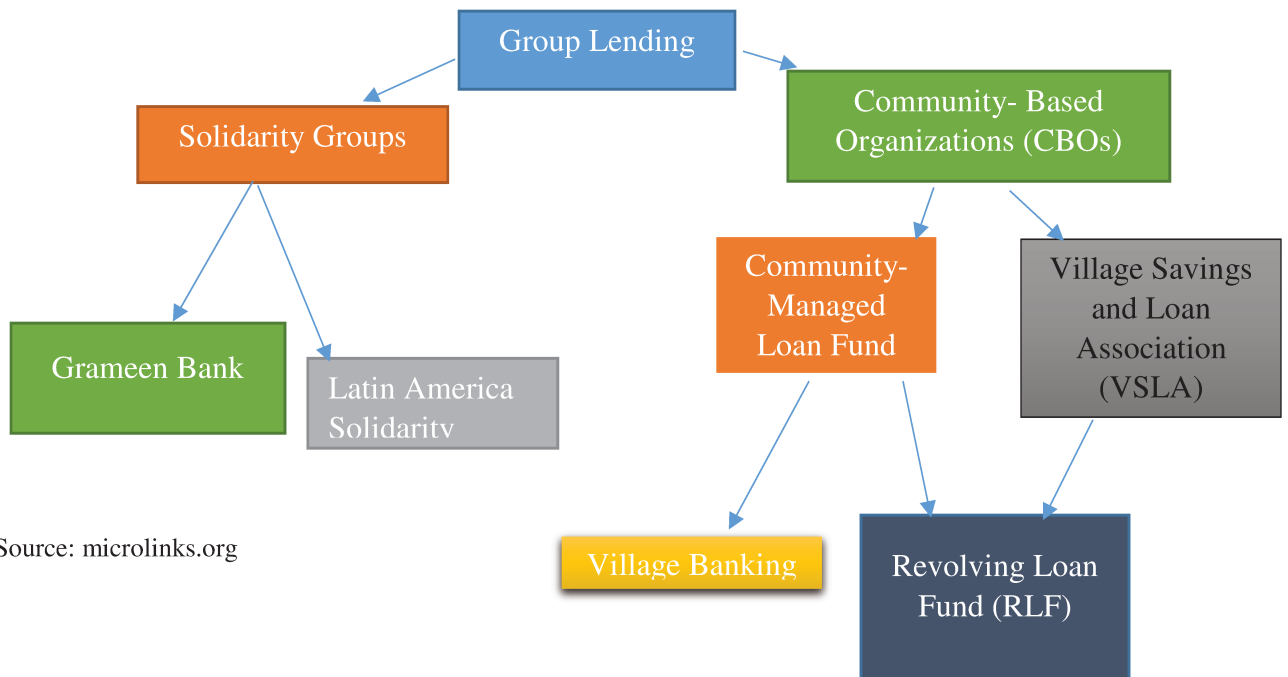 Group Lending
Community- Based
Organizations (CBOs)
Solidarity Groups
Community-
Managed
Loan Fund
Village Savings
and Loan
Association
(VSLA)
Grameen Bank
Latin America
Solidarity
Source: microlinks.org
Village Banking
Revolving Loan
Fund (RLF)